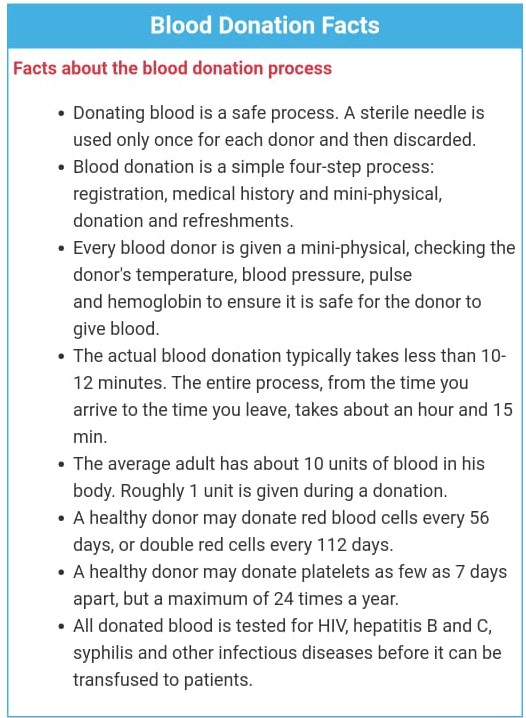 Blood Donation Facts
Facts about the blood donation process
• Donating blood is a safe process. A sterile needle is
used only once for each donor and then discarded.
• Blood donation is a simple four-step process:
registration, medical history and mini-physical,
donation and refreshments.
• Every blood donor is given a mini-physical, checking the
donor's temperature, blood pressure, pulse
and hemoglobin to ensure it is safe for the donor to
give blood.
• The actual blood donation typically takes less than 10-
12 minutes. The entire process, from the time you
arrive to the time you leave, takes about an hour and 15
min.
• The average adult has about 10 units of blood in his
body. Roughly 1 unit is given during a donation.
• A healthy donor may donate red blood cells every 56
days, or double red cells every 112 days.
• A healthy donor may donate platelets as few as 7 days
apart, but a maximum of 24 times a year.
• All donated blood is tested for HIV, hepatitis B and C,
syphilis and other infectious diseases before it can be
transfused to patients.